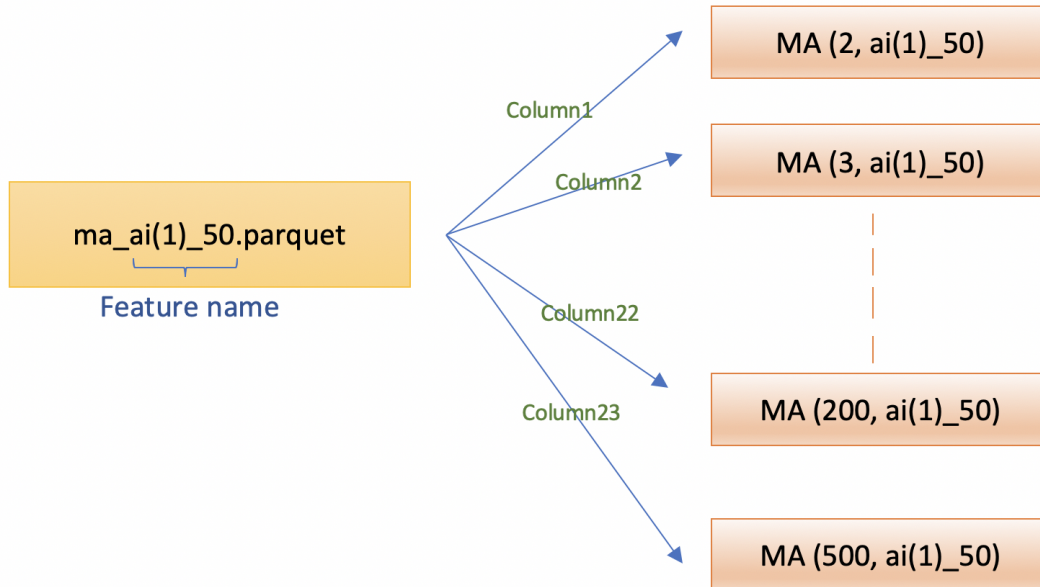 MA (2, ai(1)_50)
Column1
MA (3, ai(1)_50)
Column2
ma_ai(1)_50.parquet
Feature name
Column22
MA (200, ai(1)_50)
Column23
MA (500, ai(1)_50)